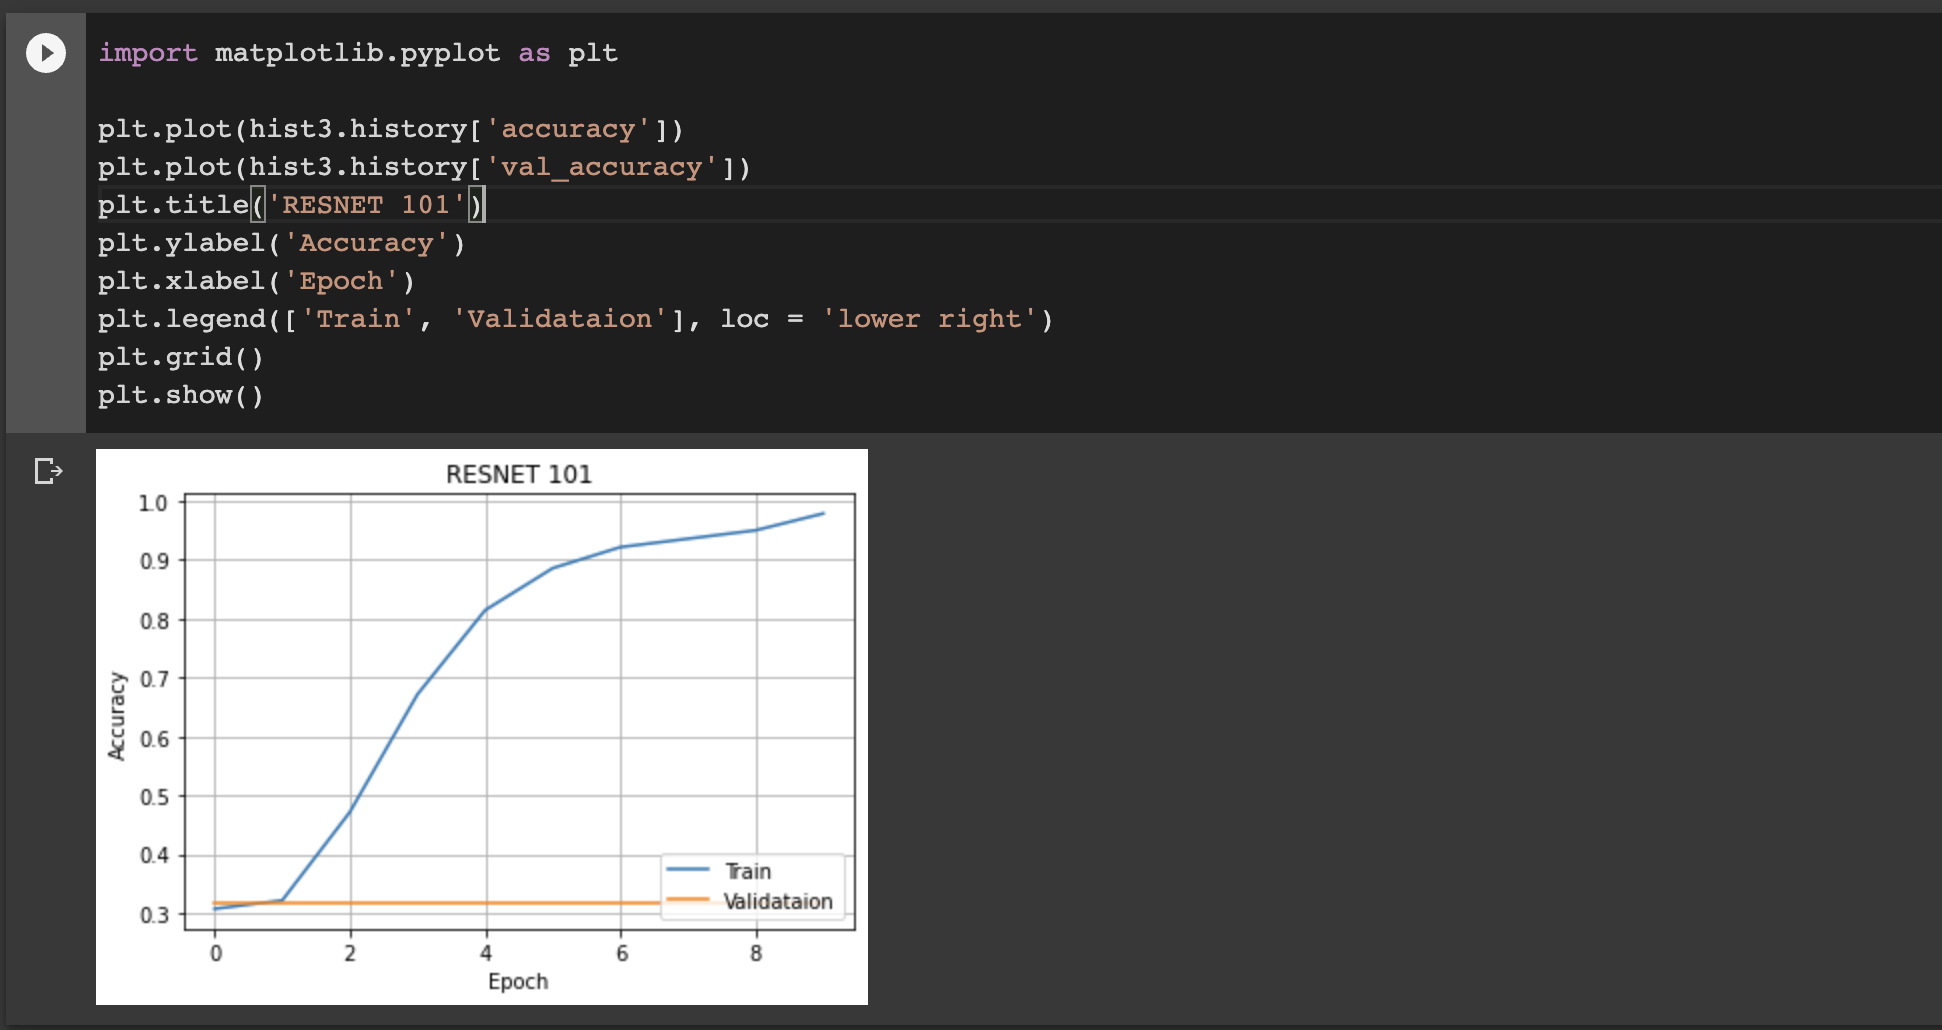 import matplotlib.pyplot as plt
plt.plot(hist3.history['accuracy'])
plt.plot(hist3.history['val_accuracy'])
plt.title('RESNET 101')
plt.ylabel('Accuracy')
plt.xlabel('Epoch')
plt.legend(['Train', 'Validataion'], loc = 'lower right')
plt.grid()
plt.show()
RESNET 101
1.0
0.9
0.8
0.7
0.6
0.5
0.4
0.3
Accuracy
Train
Validataion
0 2 4 6 8
Epoch